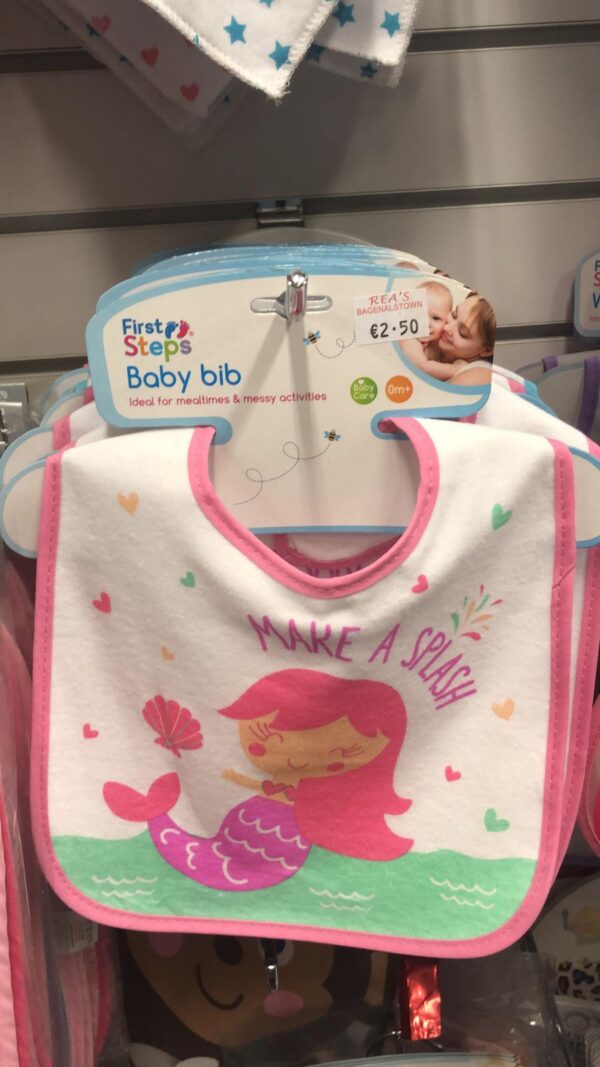 First
Steps
Baby bib
Ideal for mealtimes & messy activities
REA'S
BAGENALSTOWN
€2.50
Baby
Care
0m+
MAKE A SPLASH